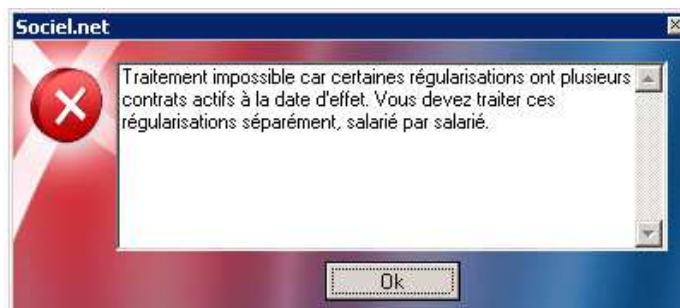 Sociel.net
Traitement impossible car certaines régularisations ont plusieurs
contrats actifs à la date d'effet. Vous devez traiter ces
régularisations séparément, salarié par salarié.
Ok